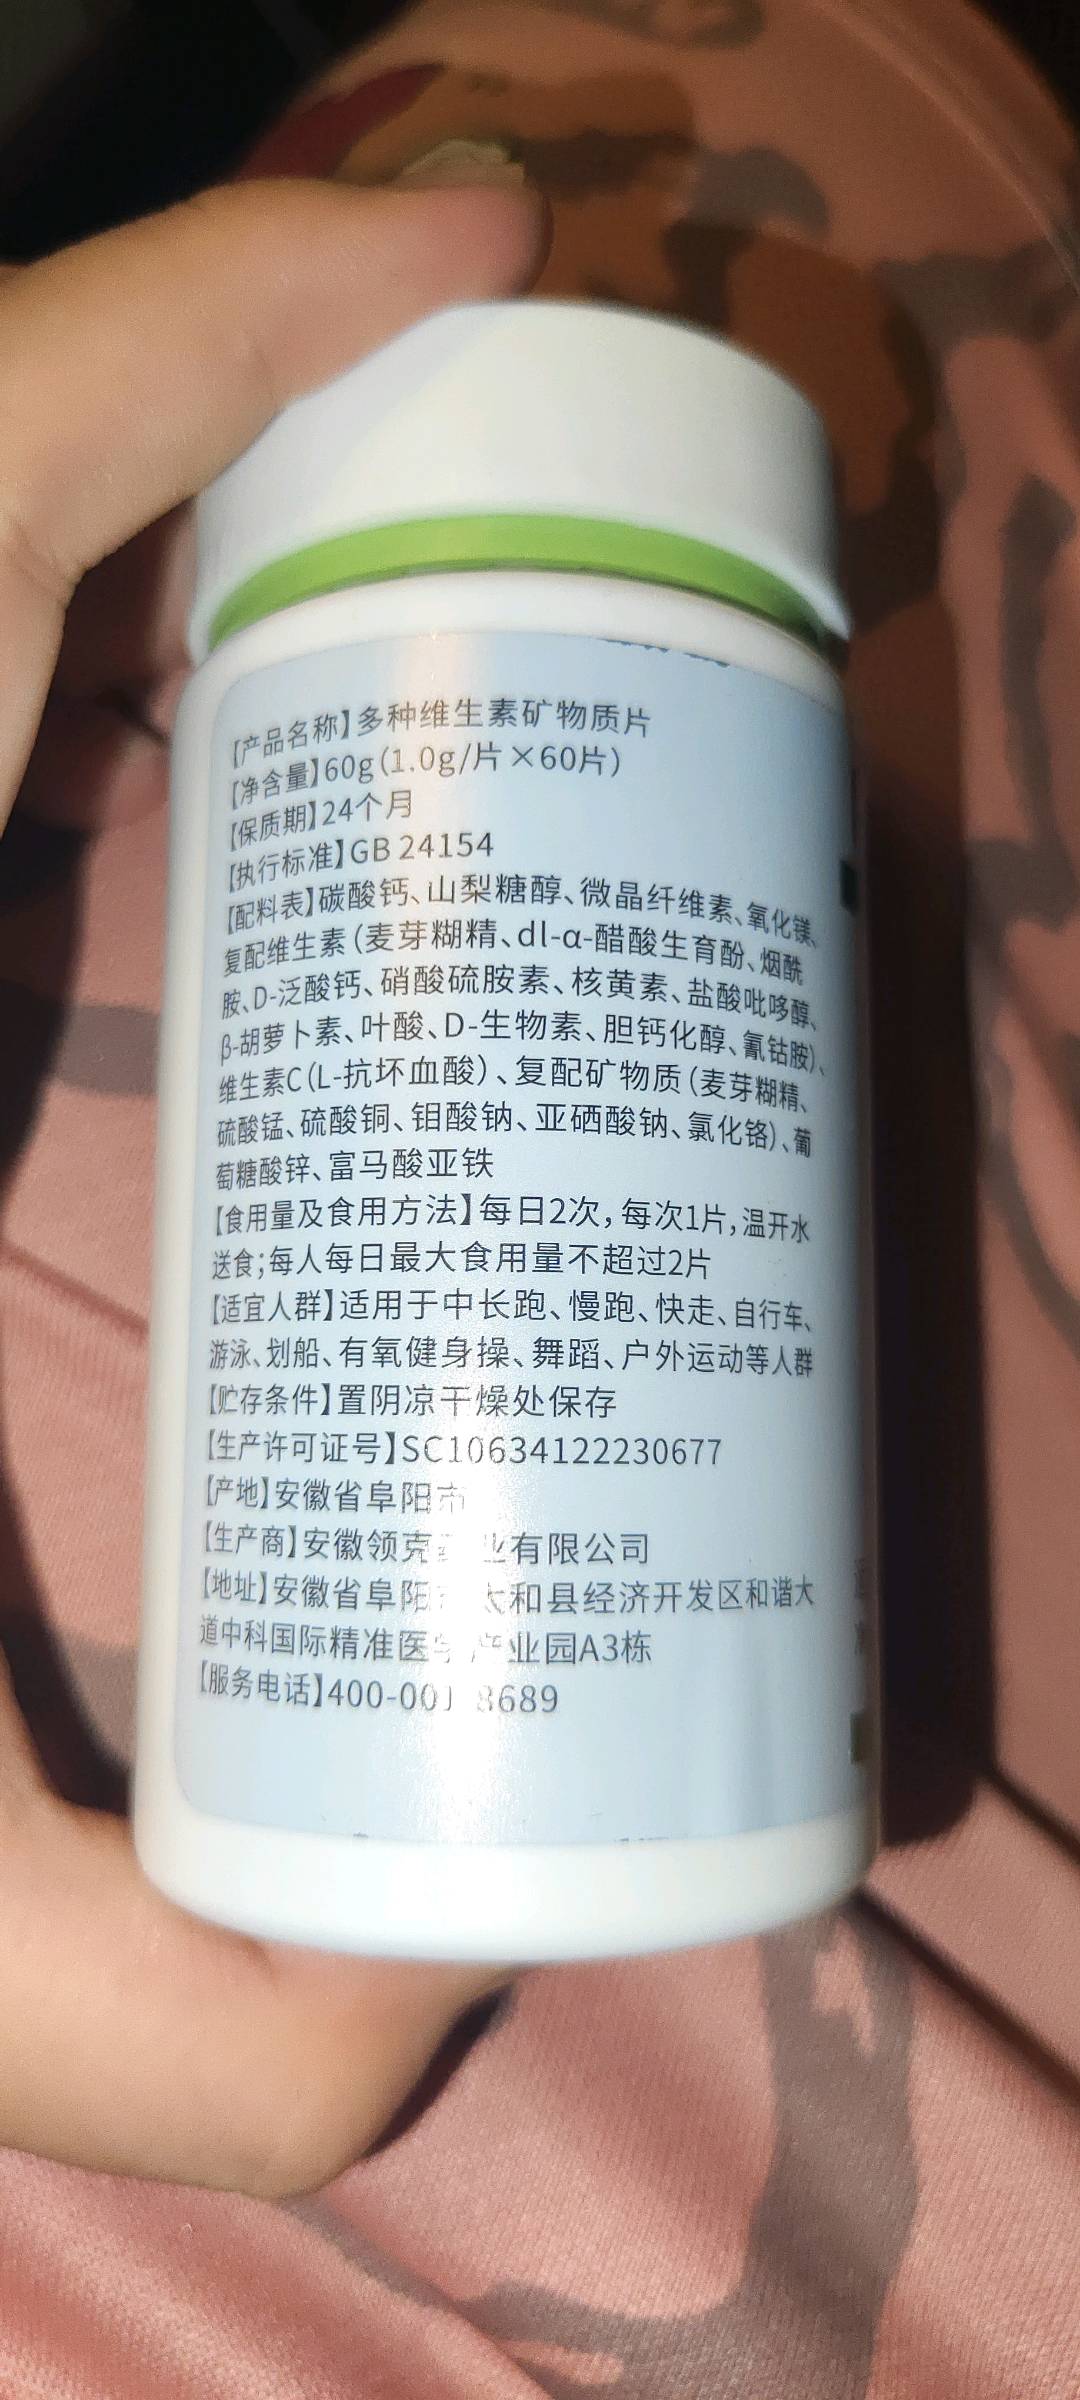 【产品名称】多种维生素矿物质片
【净含量】60g(1.0g/片×60片)
【保质期】24个月
【执行标准】GB 24154
【配料表】碳酸钙、山梨糖醇、微晶纤维素、氧化镁、
复配维生素(麦芽糊精、dl-α-醋酸生育酚、烟酰
胺、D-泛酸钙、硝酸硫胺素、核黄素、盐酸吡哆醇、
β-胡萝卜素、叶酸、D-生物素、胆钙化醇、氰钴胺)、
维生素C(L-抗坏血酸)、复配矿物质(麦芽糊精、
硫酸锰、硫酸铜、钼酸钠、亚硒酸钠、氯化铬)、葡
萄糖酸锌、富马酸亚铁
【食用量及食用方法】每日2次,每次1片,温开水
送食;每人每日最大食用量不超过2片
【适宜人群】适用于中长跑、慢跑、快走、自行车、
游泳、划船、有氧健身操、舞蹈、户外运动等人群
【贮存条件】置阴凉干燥处保存
【生产许可证号】SC10634122230677
【产地】安徽省阜阳市
【生产商】安徽领克 业有限公司
【地址】安徽省阜阳 太和县经济开发区和谐大
道中科国际精准医学产业园A3栋
【服务电话】400-00 8689